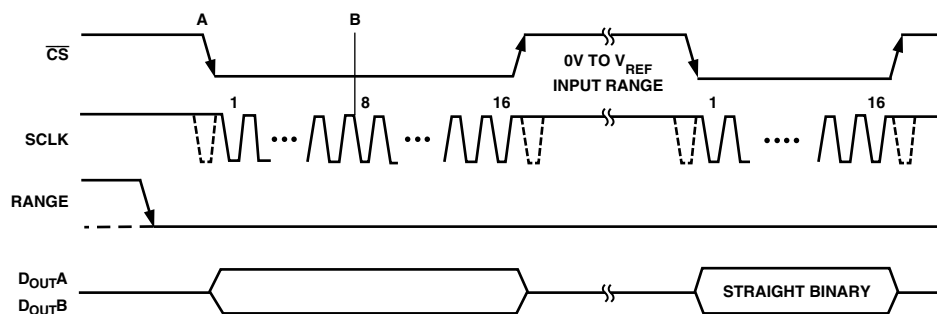 A B
CS
0V TO VREF
INPUT RANGE
1 8 16 1 16
SCLK
RANGE
DOUTA
DOUTB
STRAIGHT BINARY